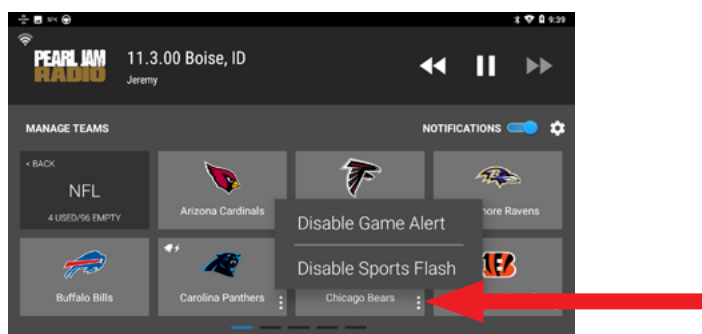 9:39
PEARL JAM
RADIO
11.3.00 Boise, ID
Jeremy
MANAGE TEAMS
NOTIFICATIONS
< BACK
NFL
4 USED/96 EMPTY
Arizona Cardinals
more Ravens
Disable Game Alert
Disable Sports Flash
Buffalo Bills
Carolina Panthers
Chicago Bears